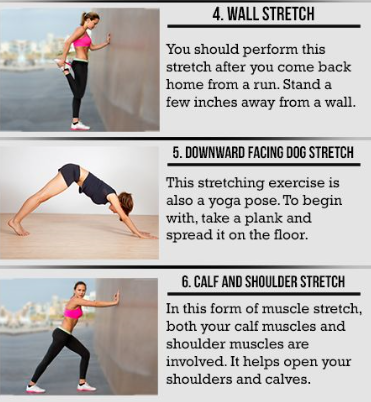 4. WALL STRETCH
You should perform this
stretch after you come back
home from a run. Stand a
few inches away from a wall.
5. DOWNWARD FACING DOG STRETCH
This stretching exercise is
also a yoga pose. To begin
with, take a plank and
spread it on the floor.
6. CALF AND SHOULDER STRETCH
In this form of muscle stretch,
both your calf muscles and
shoulder muscles are
involved. It helps open your
shoulders and calves.